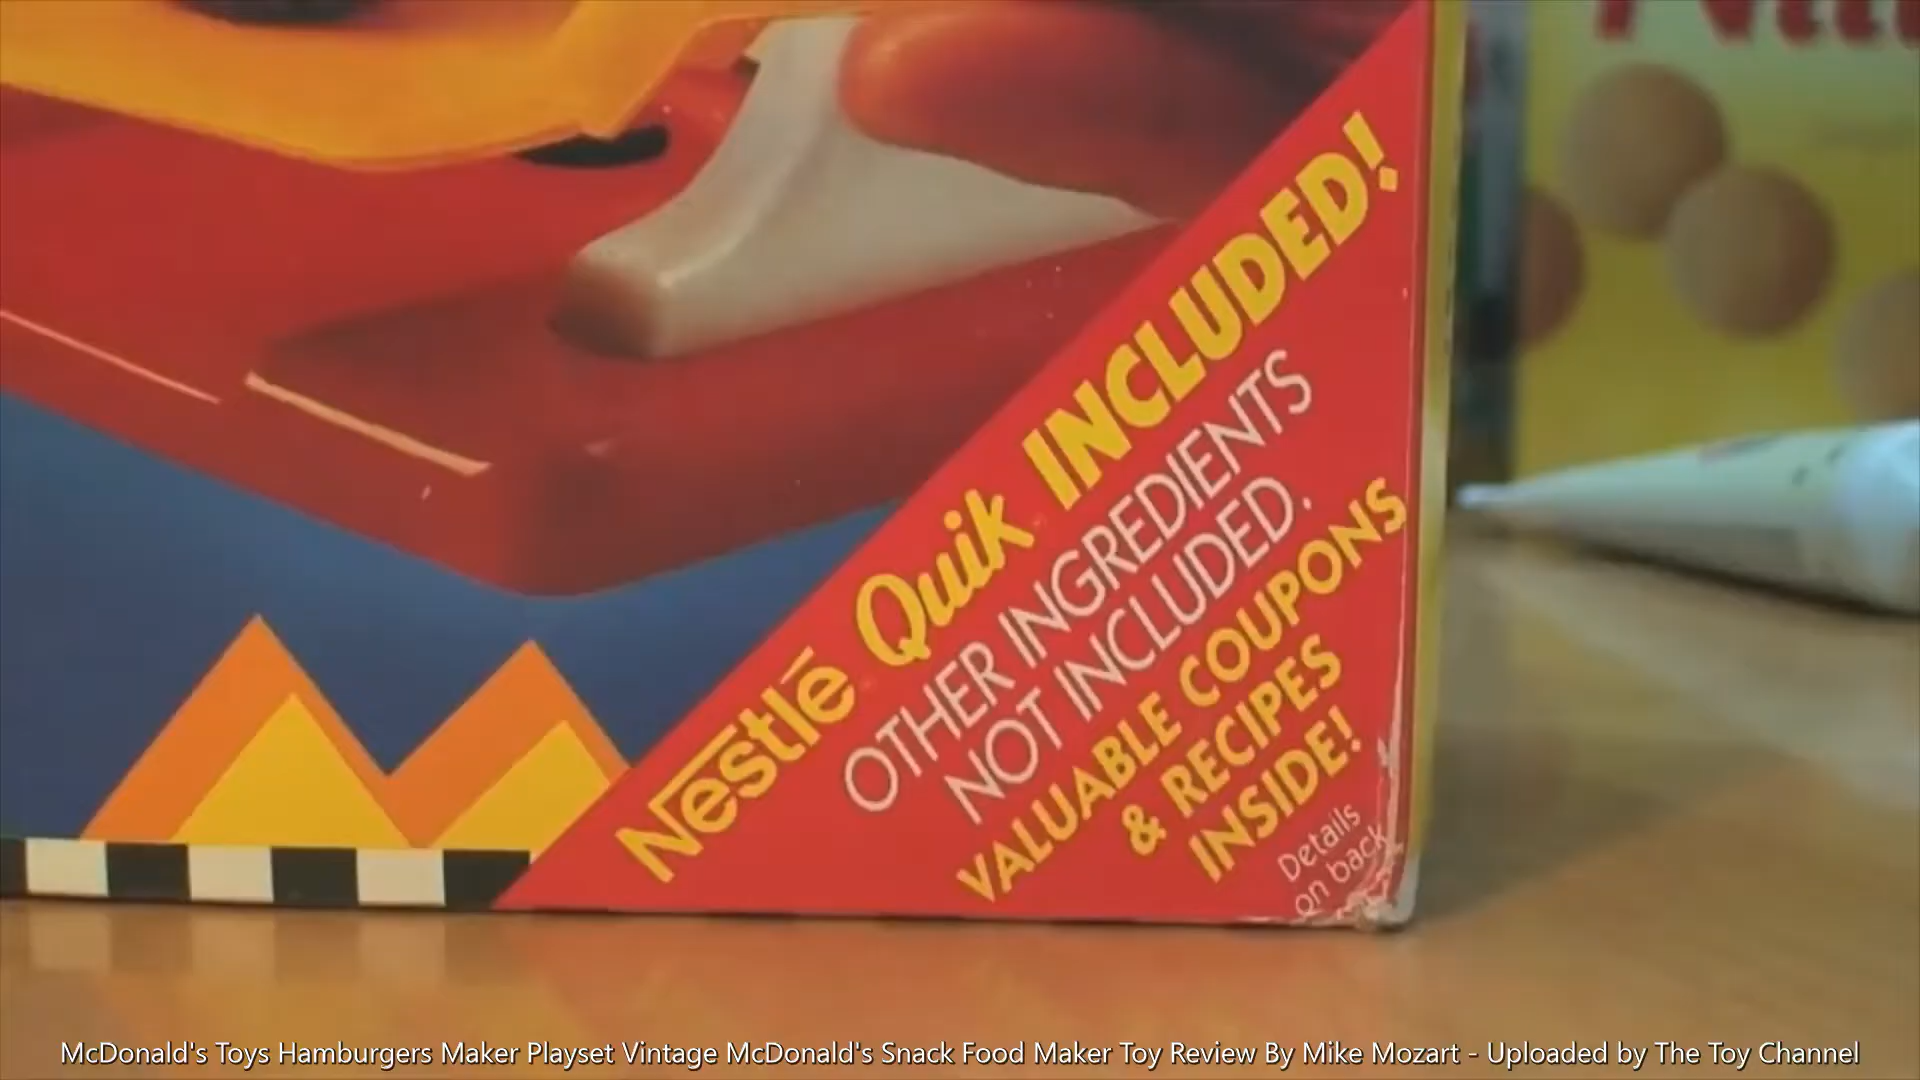 Nestlé Quik INCLUDED!
OTHER INGREDIENTS
NOT INCLUDED.
VALUABLE COUPONS
& RECIPES
INSIDE!
Details
on back
McDonald's Toys Hamburgers Maker Playset Vintage McDonald's Snack Food Maker Toy Review By Mike Mozart - Uploaded by The Toy Channel